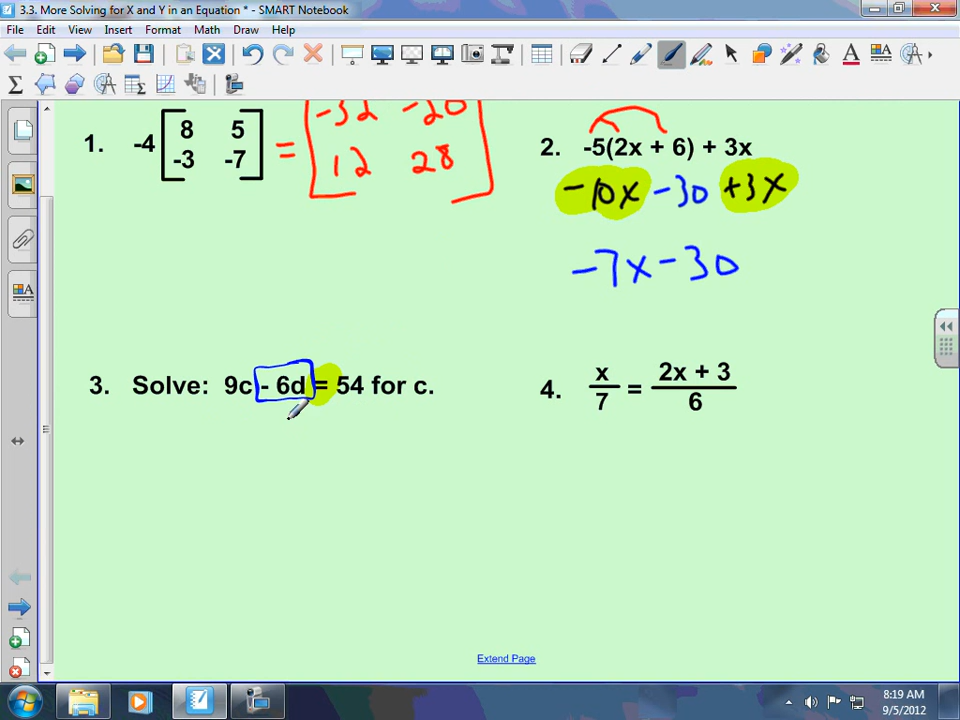 3.3. More Solving for X and Y in an Equation * - SMART Notebook
File Edit View Insert Format Math Draw Help
-32 -20
1. -4 [ 8 5 = 12 28
-3 -7 ]
2. -5(2x + 6) + 3x
-10x -30 +3x
-7x -30
3. Solve: 9c - 6d = 54 for c.
4. x/7 = (2x + 3)/6
Extend Page
8:19 AM
9/5/2012